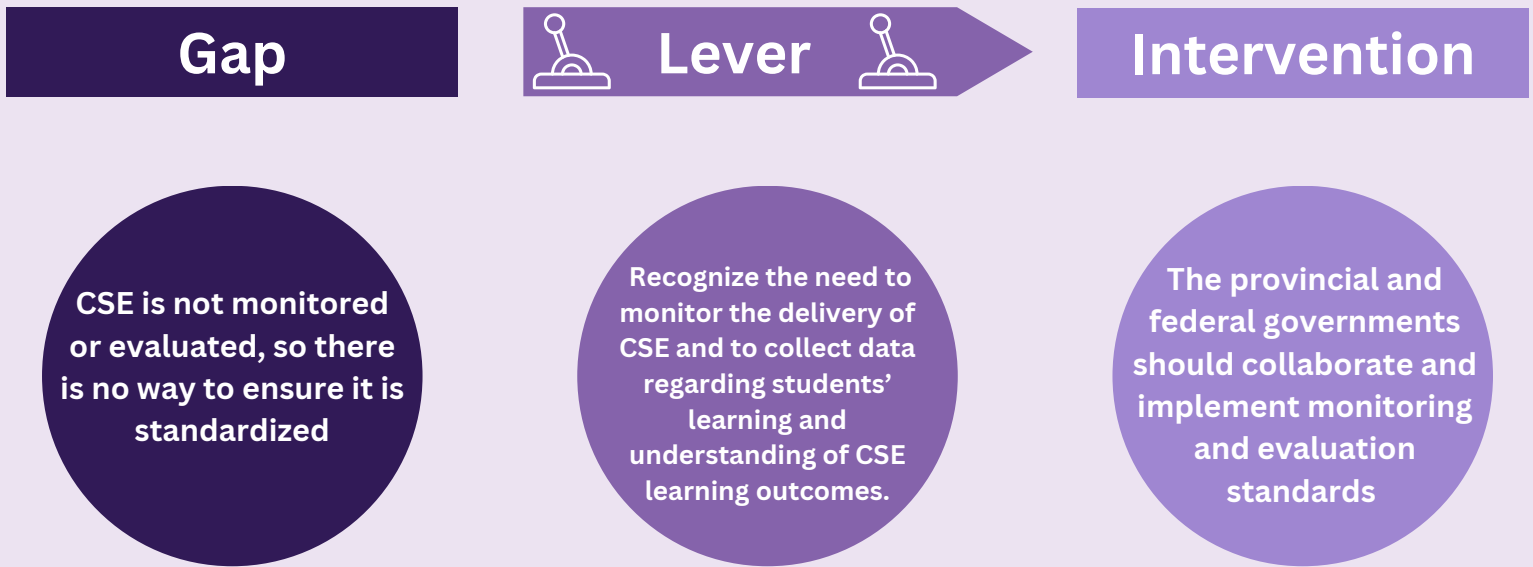 Gap
Lever
Intervention
CSE is not monitored
or evaluated, so there
is no way to ensure it is
standardized
Recognize the need to
monitor the delivery of
CSE and to collect data
regarding students’
learning and
understanding of CSE
learning outcomes.
The provincial and
federal governments
should collaborate and
implement monitoring
and evaluation
standards